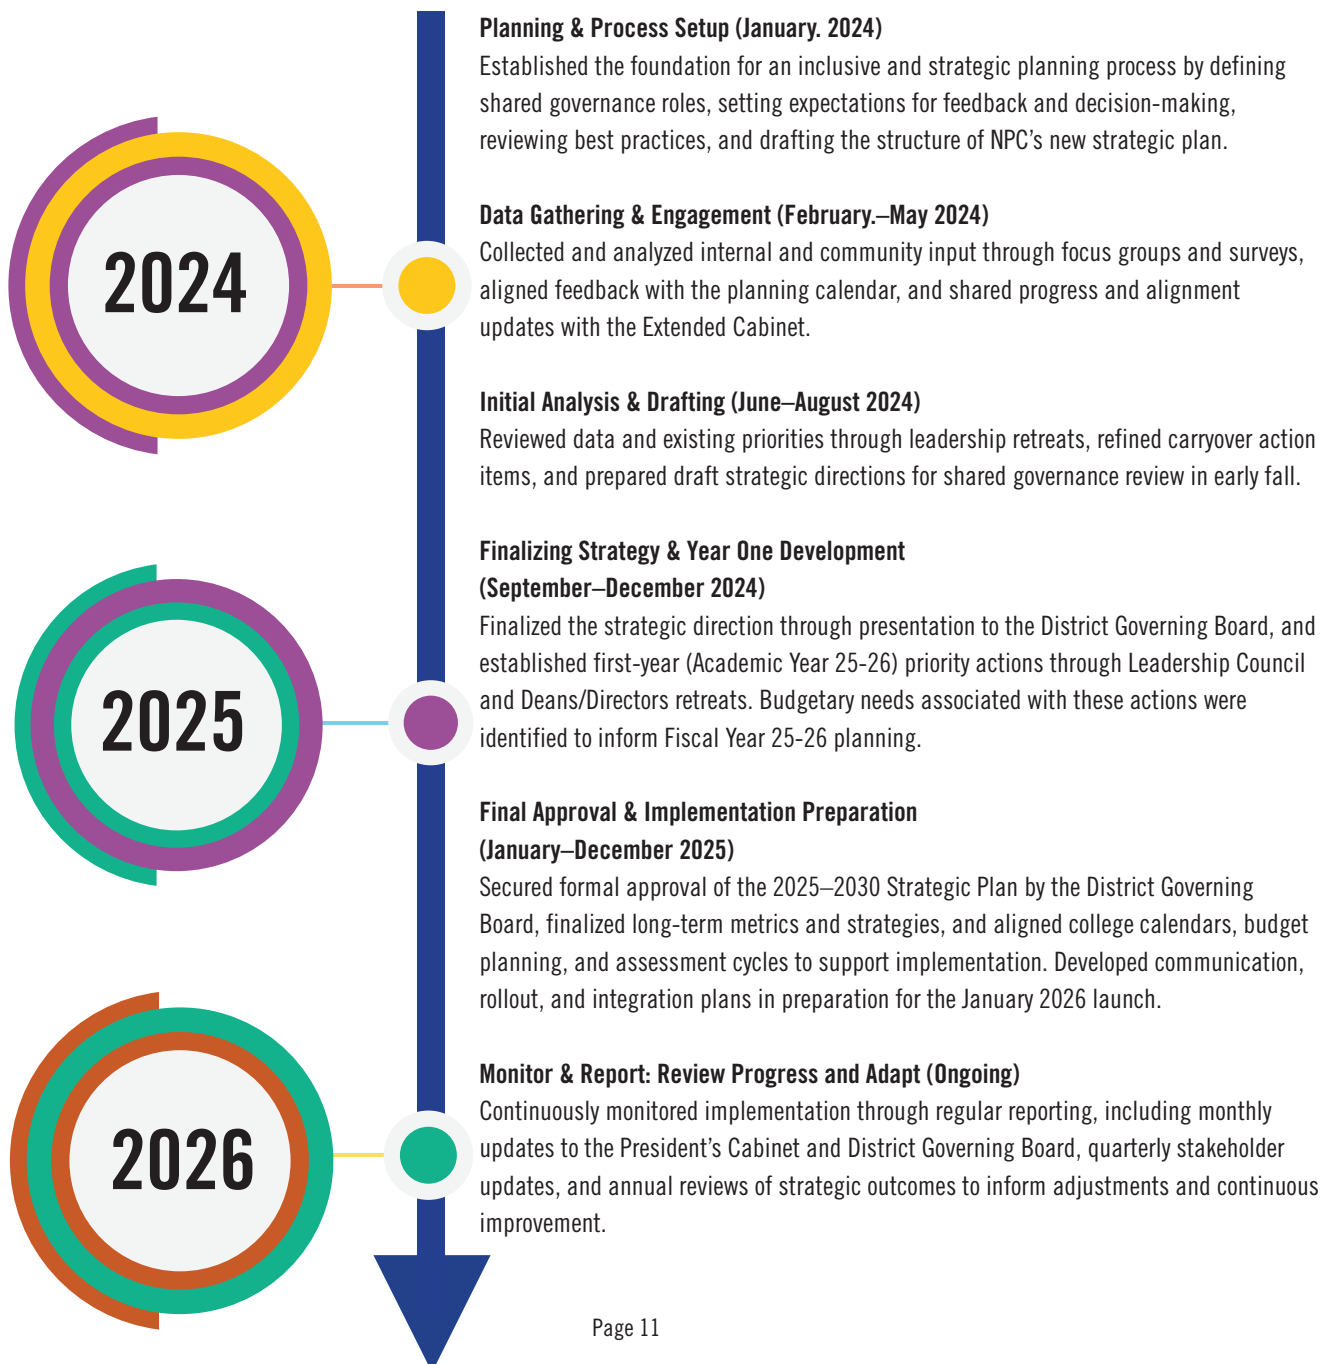 Planning & Process Setup (January. 2024)
Established the foundation for an inclusive and strategic planning process by defining
shared governance roles, setting expectations for feedback and decision-making,
reviewing best practices, and drafting the structure of NPC’s new strategic plan.
2024
Data Gathering & Engagement (February.–May 2024)
Collected and analyzed internal and community input through focus groups and surveys,
aligned feedback with the planning calendar, and shared progress and alignment
updates with the Extended Cabinet.
Initial Analysis & Drafting (June–August 2024)
Reviewed data and existing priorities through leadership retreats, refined carryover action
items, and prepared draft strategic directions for shared governance review in early fall.
2025
Finalizing Strategy & Year One Development
(September–December 2024)
Finalized the strategic direction through presentation to the District Governing Board, and
established first-year (Academic Year 25-26) priority actions through Leadership Council
and Deans/Directors retreats. Budgetary needs associated with these actions were
identified to inform Fiscal Year 25-26 planning.
Final Approval & Implementation Preparation
(January–December 2025)
Secured formal approval of the 2025–2030 Strategic Plan by the District Governing
Board, finalized long-term metrics and strategies, and aligned college calendars, budget
planning, and assessment cycles to support implementation. Developed communication,
rollout, and integration plans in preparation for the January 2026 launch.
2026
Monitor & Report: Review Progress and Adapt (Ongoing)
Continuously monitored implementation through regular reporting, including monthly
updates to the President’s Cabinet and District Governing Board, quarterly stakeholder
updates, and annual reviews of strategic outcomes to inform adjustments and continuous
improvement.
Page 11